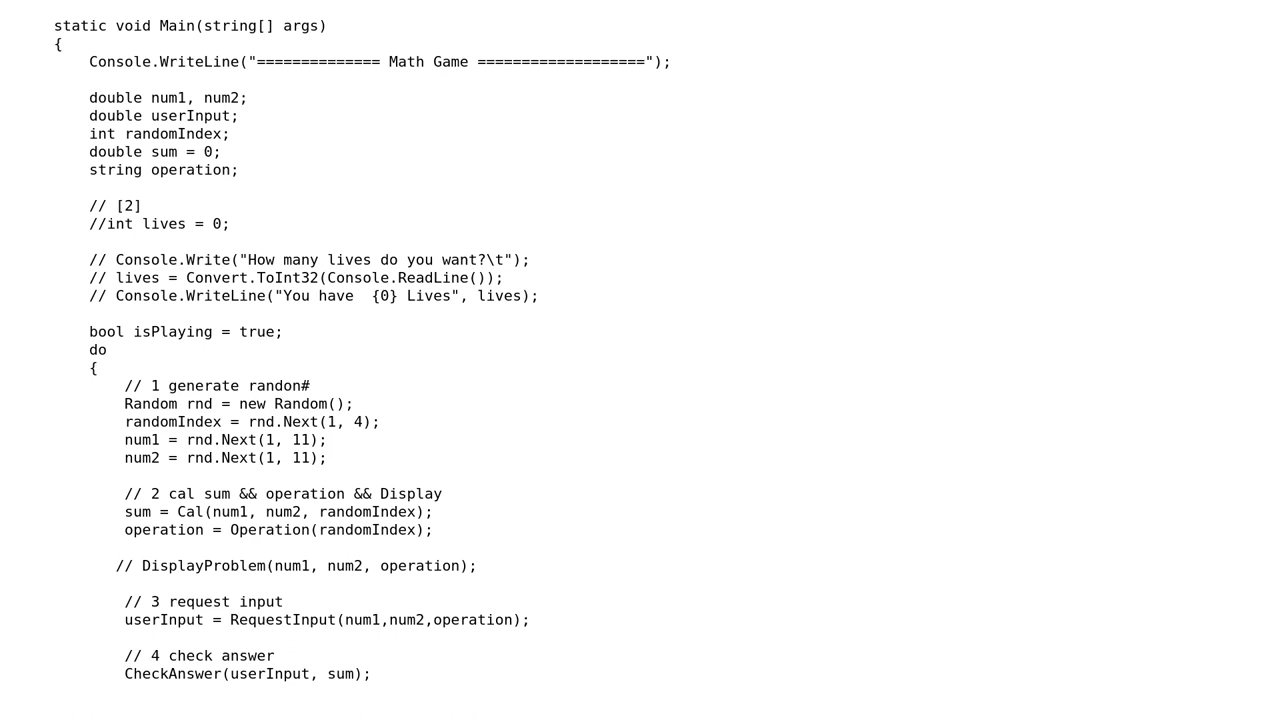 static void Main(string[] args)
{
Console.WriteLine("============== Math Game ===================");
double num1, num2;
double userInput;
int randomIndex;
double sum = 0;
string operation;
// [2]
//int lives = 0;
// Console.Write("How many lives do you want?\t");
// lives = Convert.ToInt32(Console.ReadLine());
// Console.WriteLine("You have  {0} Lives", lives);
bool isPlaying = true;
do
{
// 1 generate randon#
Random rnd = new Random();
randomIndex = rnd.Next(1, 4);
num1 = rnd.Next(1, 11);
num2 = rnd.Next(1, 11);
// 2 cal sum && operation && Display
sum = Cal(num1, num2, randomIndex);
operation = Operation(randomIndex);
// DisplayProblem(num1, num2, operation);
// 3 request input
userInput = RequestInput(num1,num2,operation);
// 4 check answer
CheckAnswer(userInput, sum);